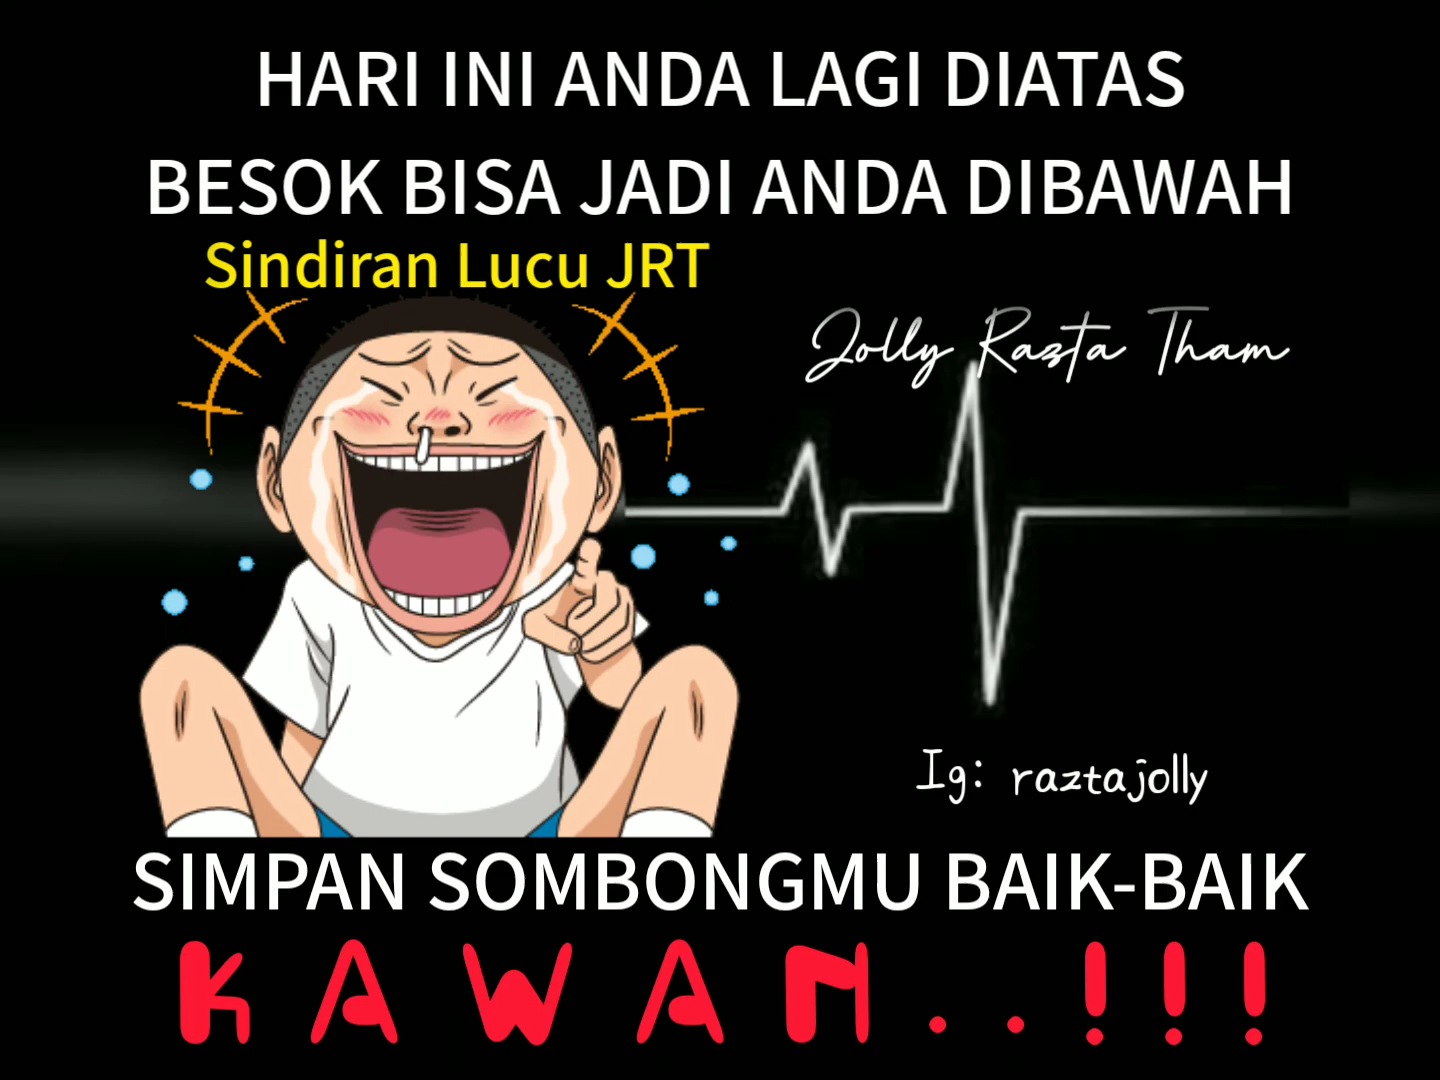 HARI INI ANDA LAGI DIATAS
BESOK BISA JADI ANDA DIBAWAH
Sindiran Lucu JRT
Jolly Razta Tham
Ig: raztajolly
SIMPAN SOMBONGMU BAIK-BAIK
KAWAN..!!!